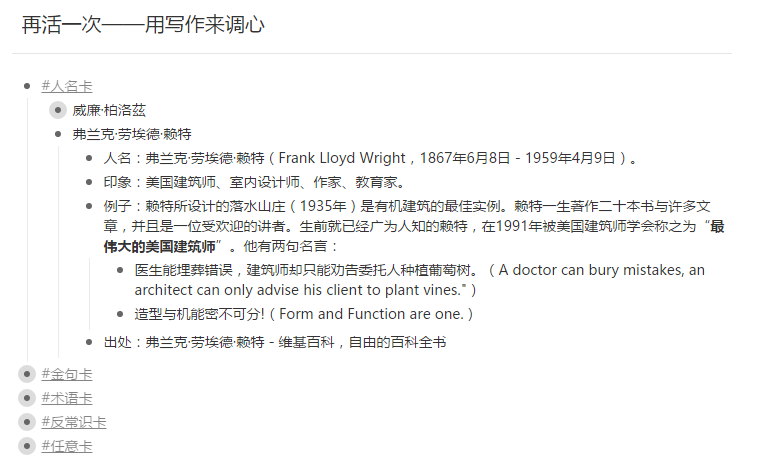 再活一次——用写作来调心
#人名卡
威廉·柏洛兹
弗兰克·劳埃德·赖特
人名：弗兰克·劳埃德·赖特（Frank Lloyd Wright，1867年6月8日 - 1959年4月9日）。
印象：美国建筑师、室内设计师、作家、教育家。
例子：赖特所设计的落水山庄（1935年）是有机建筑的最佳实例。赖特一生著作二十本书与许多文
章，并且是一位受欢迎的讲者。生前就已经广为人知的赖特，在1991年被美国建筑师学会称之为“最
伟大的美国建筑师”。他有两句名言：
医生能埋葬错误，建筑师却只能劝告委托人种植葡萄树。（A doctor can bury mistakes, an
architect can only advise his client to plant vines."）
造型与机能密不可分!（Form and Function are one.）
出处：弗兰克·劳埃德·赖特 - 维基百科，自由的百科全书
#金句卡
#术语卡
#反常识卡
#任意卡